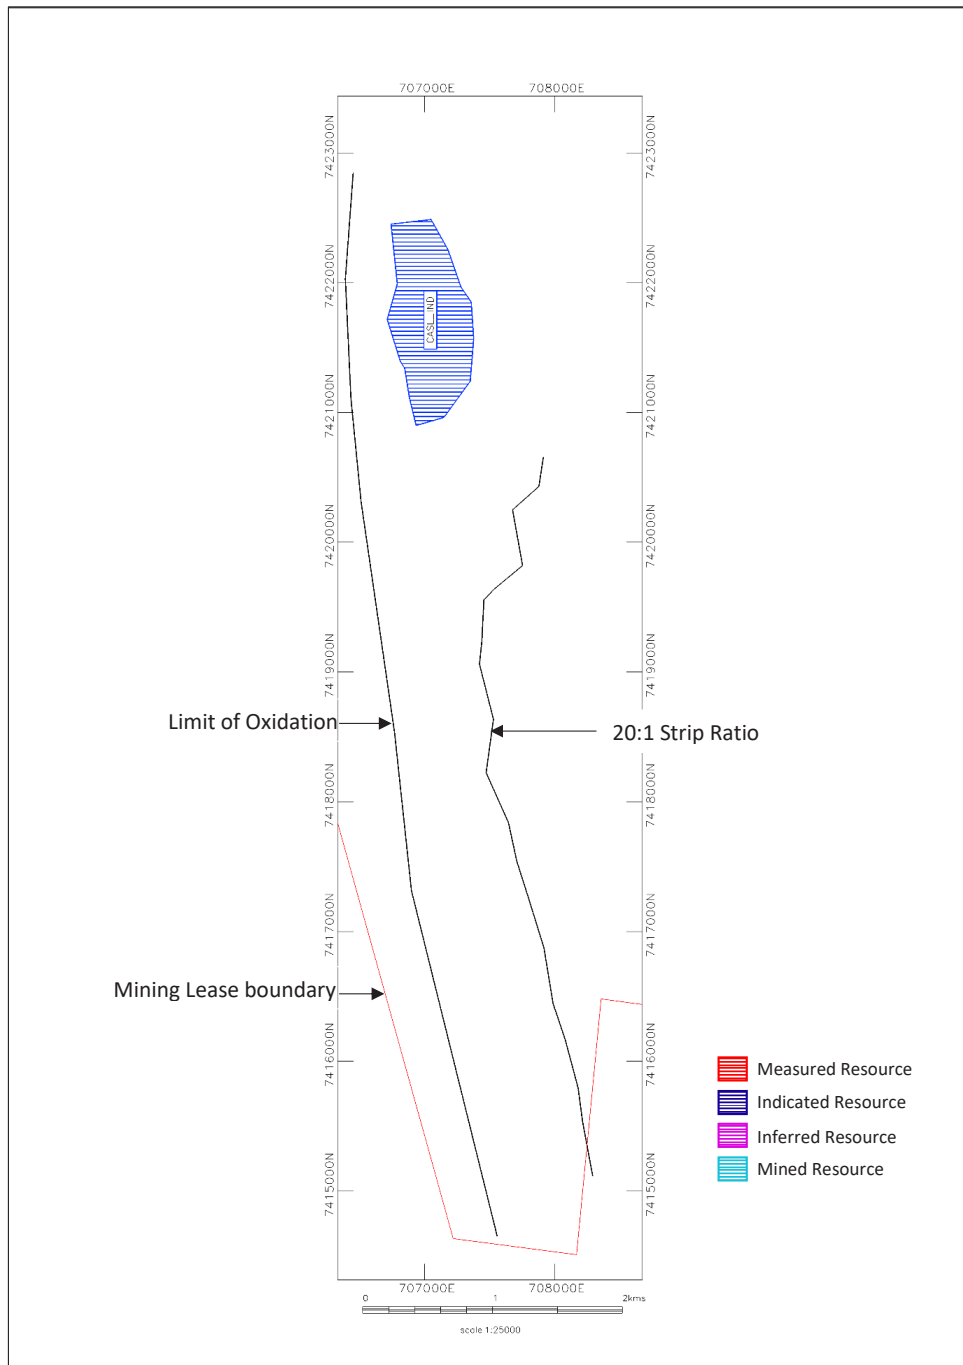 707000E 708000E
7423000N 7423000N
7422000N 7422000N
CASL_IND
7421000N 7421000N
7420000N 7420000N
7419000N 7419000N
Limit of Oxidation
20:1 Strip Ratio
7418000N 7418000N
7417000N 7417000N
Mining Lease boundary
7416000N 7416000N
Measured Resource
Indicated Resource
Inferred Resource
Mined Resource
7415000N 7415000N
707000E 708000E
0 1 2kms
scale 1:25000